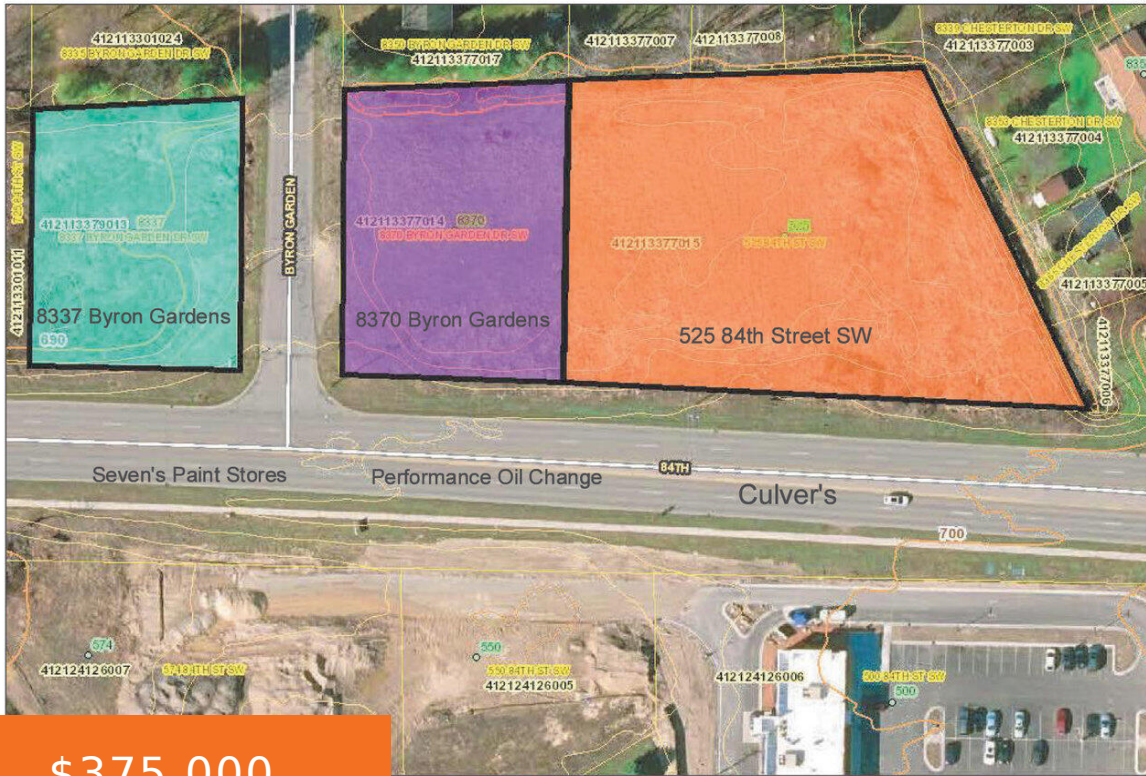 412113301024
8335 BYRON GARDEN DR SW
8350 BYRON GARDEN DR SW
412113377017
412113377007
412113377008
8339 CHESTERTON DR SW
412113377003
835
8353 CHESTERTON DR SW
412113377004
412113377005
412113377006
84TH ST SW
412113301011
412113379013 8337
8337 BYRON GARDEN DR SW
8337 Byron Gardens
690
BYRON GARDEN
412113377014 8370
8370 BYRON GARDEN DR SW
8370 Byron Gardens
412113377015
525 84TH ST SW
525 84th Street SW
Seven's Paint Stores
Performance Oil Change
84TH
Culver's
700
574
412124126007
574 84TH ST SW
550
550 84TH ST SW
412124126005
412124126006
500 84TH ST SW
500
$375,000